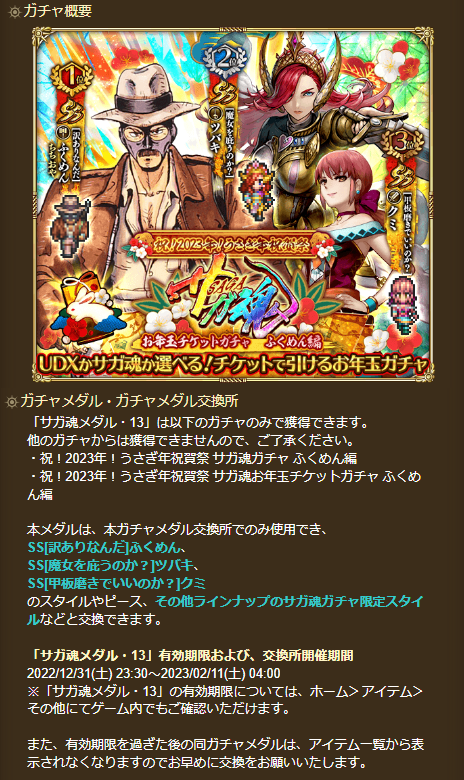 ガチャ概要
1位
SS
[訳ありなんだ]
ふくめん
ちちおや
2位
SS
[魔女を庇うのか?]
ツバキ
3位
SS
[甲板磨きでいいのか?]
クミ
祝!2023年!うさぎ年祝賀祭
サガ魂
お年玉チケットガチャ ふくめん編
UDXかサガ魂が選べる!チケットで引けるお年玉ガチャ
ガチャメダル・ガチャメダル交換所
「サガ魂メダル・13」は以下のガチャのみで獲得できます。
他のガチャからは獲得できませんので、ご了承ください。
・祝!2023年!うさぎ年祝賀祭 サガ魂ガチャ ふくめん編
・祝!2023年!うさぎ年祝賀祭 サガ魂お年玉チケットガチャ ふくめ
ん編
本メダルは、本ガチャメダル交換所でのみ使用でき、
SS[訳ありなんだ]ふくめん、
SS[魔女を庇うのか?]ツバキ、
SS[甲板磨きでいいのか?]クミ
のスタイルやピース、その他ラインナップのサガ魂ガチャ限定スタイ
ルなどと交換できます。
「サガ魂メダル・13」有効期限および、交換所開催期間
2022/12/31(土) 23:30～2023/02/11(土) 04:00
※「サガ魂メダル・13」の有効期限については、ホーム＞アイテム＞
その他にてゲーム内でもご確認いただけます。
また、有効期限を過ぎた後の同ガチャメダルは、アイテム一覧から表
示されなくなりますのでお早めに交換をお願いいたします。